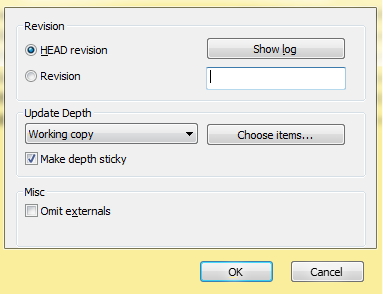 Revision
HEAD revision
Show log
Revision
Update Depth
Working copy
Choose items...
Make depth sticky
Misc
Omit externals
OK
Cancel